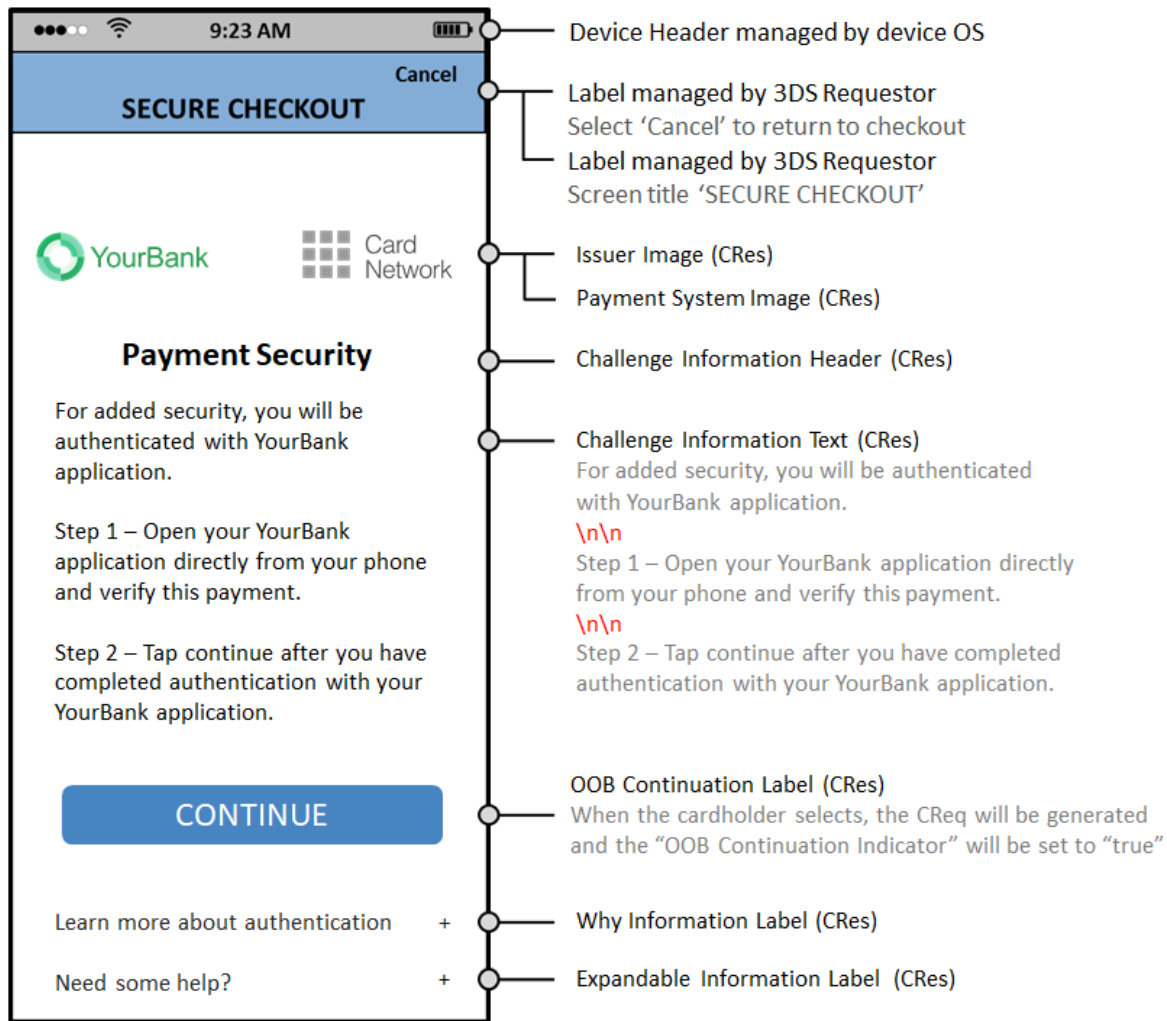 9:23 AM
Cancel
SECURE CHECKOUT
YourBank
Card
Network
Payment Security
For added security, you will be
authenticated with YourBank
application.
Step 1 – Open your YourBank
application directly from your phone
and verify this payment.
Step 2 – Tap continue after you have
completed authentication with your
YourBank application.
CONTINUE
Learn more about authentication +
Need some help? +
Device Header managed by device OS
Label managed by 3DS Requestor
Select ‘Cancel’ to return to checkout
Label managed by 3DS Requestor
Screen title ‘SECURE CHECKOUT’
Issuer Image (CRes)
Payment System Image (CRes)
Challenge Information Header (CRes)
Challenge Information Text (CRes)
For added security, you will be authenticated
with YourBank application.
\n\n
Step 1 – Open your YourBank application directly
from your phone and verify this payment.
\n\n
Step 2 – Tap continue after you have completed
authentication with your YourBank application.
OOB Continuation Label (CRes)
When the cardholder selects, the CReq will be generated
and the “OOB Continuation Indicator” will be set to “true”
Why Information Label (CRes)
Expandable Information Label (CRes)